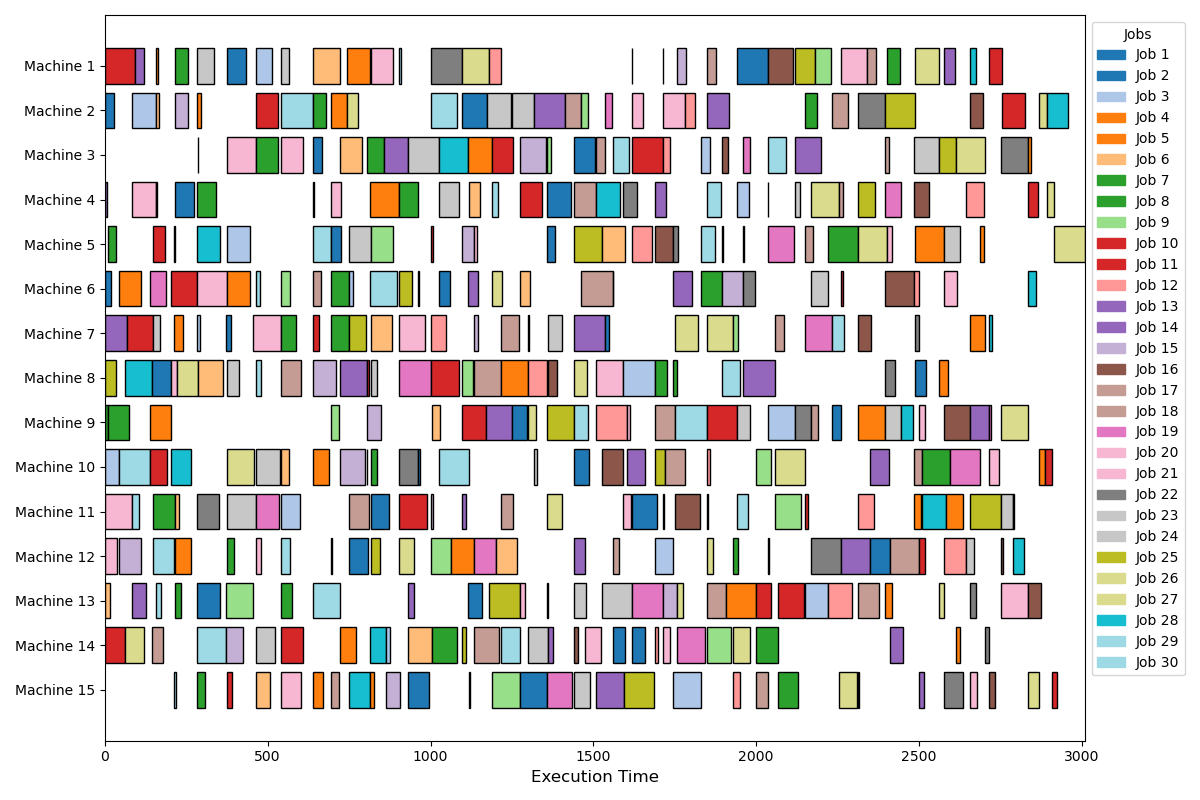 Machine 1
Machine 2
Machine 3
Machine 4
Machine 5
Machine 6
Machine 7
Machine 8
Machine 9
Machine 10
Machine 11
Machine 12
Machine 13
Machine 14
Machine 15
0 500 1000 1500 2000 2500 3000
Execution Time
Jobs
Job 1
Job 2
Job 3
Job 4
Job 5
Job 6
Job 7
Job 8
Job 9
Job 10
Job 11
Job 12
Job 13
Job 14
Job 15
Job 16
Job 17
Job 18
Job 19
Job 20
Job 21
Job 22
Job 23
Job 24
Job 25
Job 26
Job 27
Job 28
Job 29
Job 30